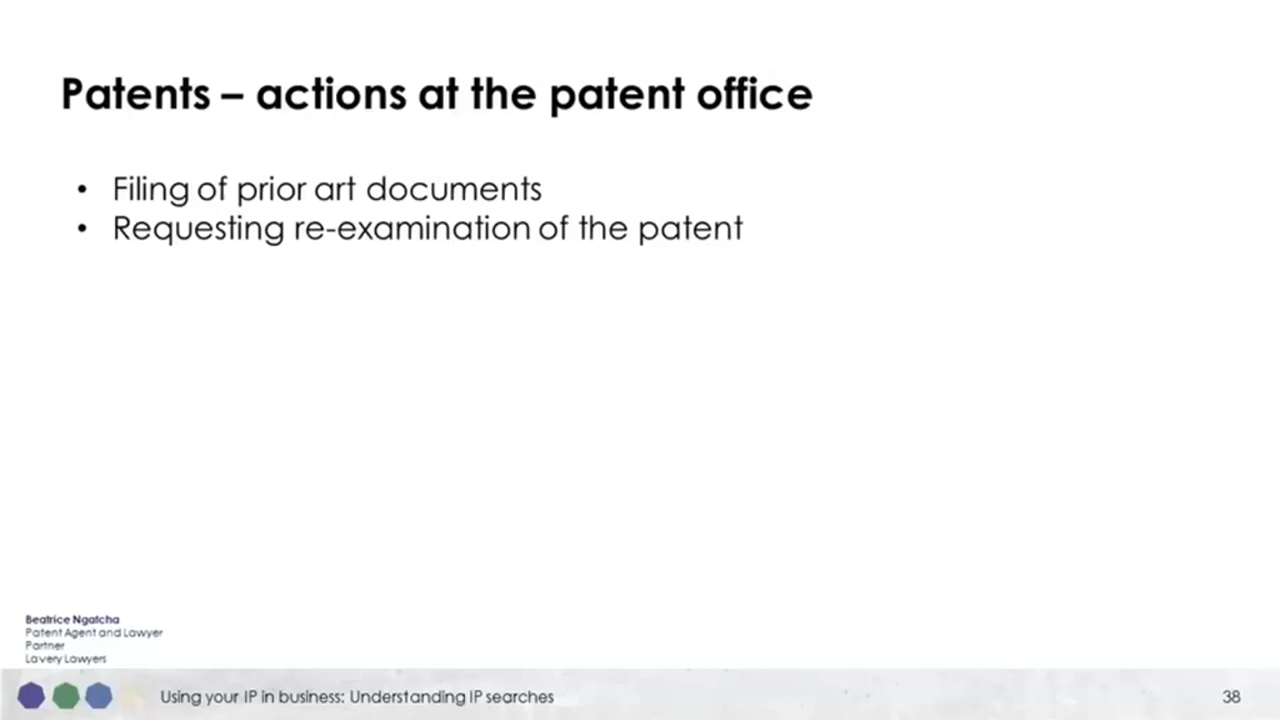 Patents – actions at the patent office
• Filing of prior art documents
• Requesting re-examination of the patent
Beatrice Ngatcha
Patent Agent and Lawyer
Partner
Lavery Lawyers
Using your IP in business: Understanding IP searches
38